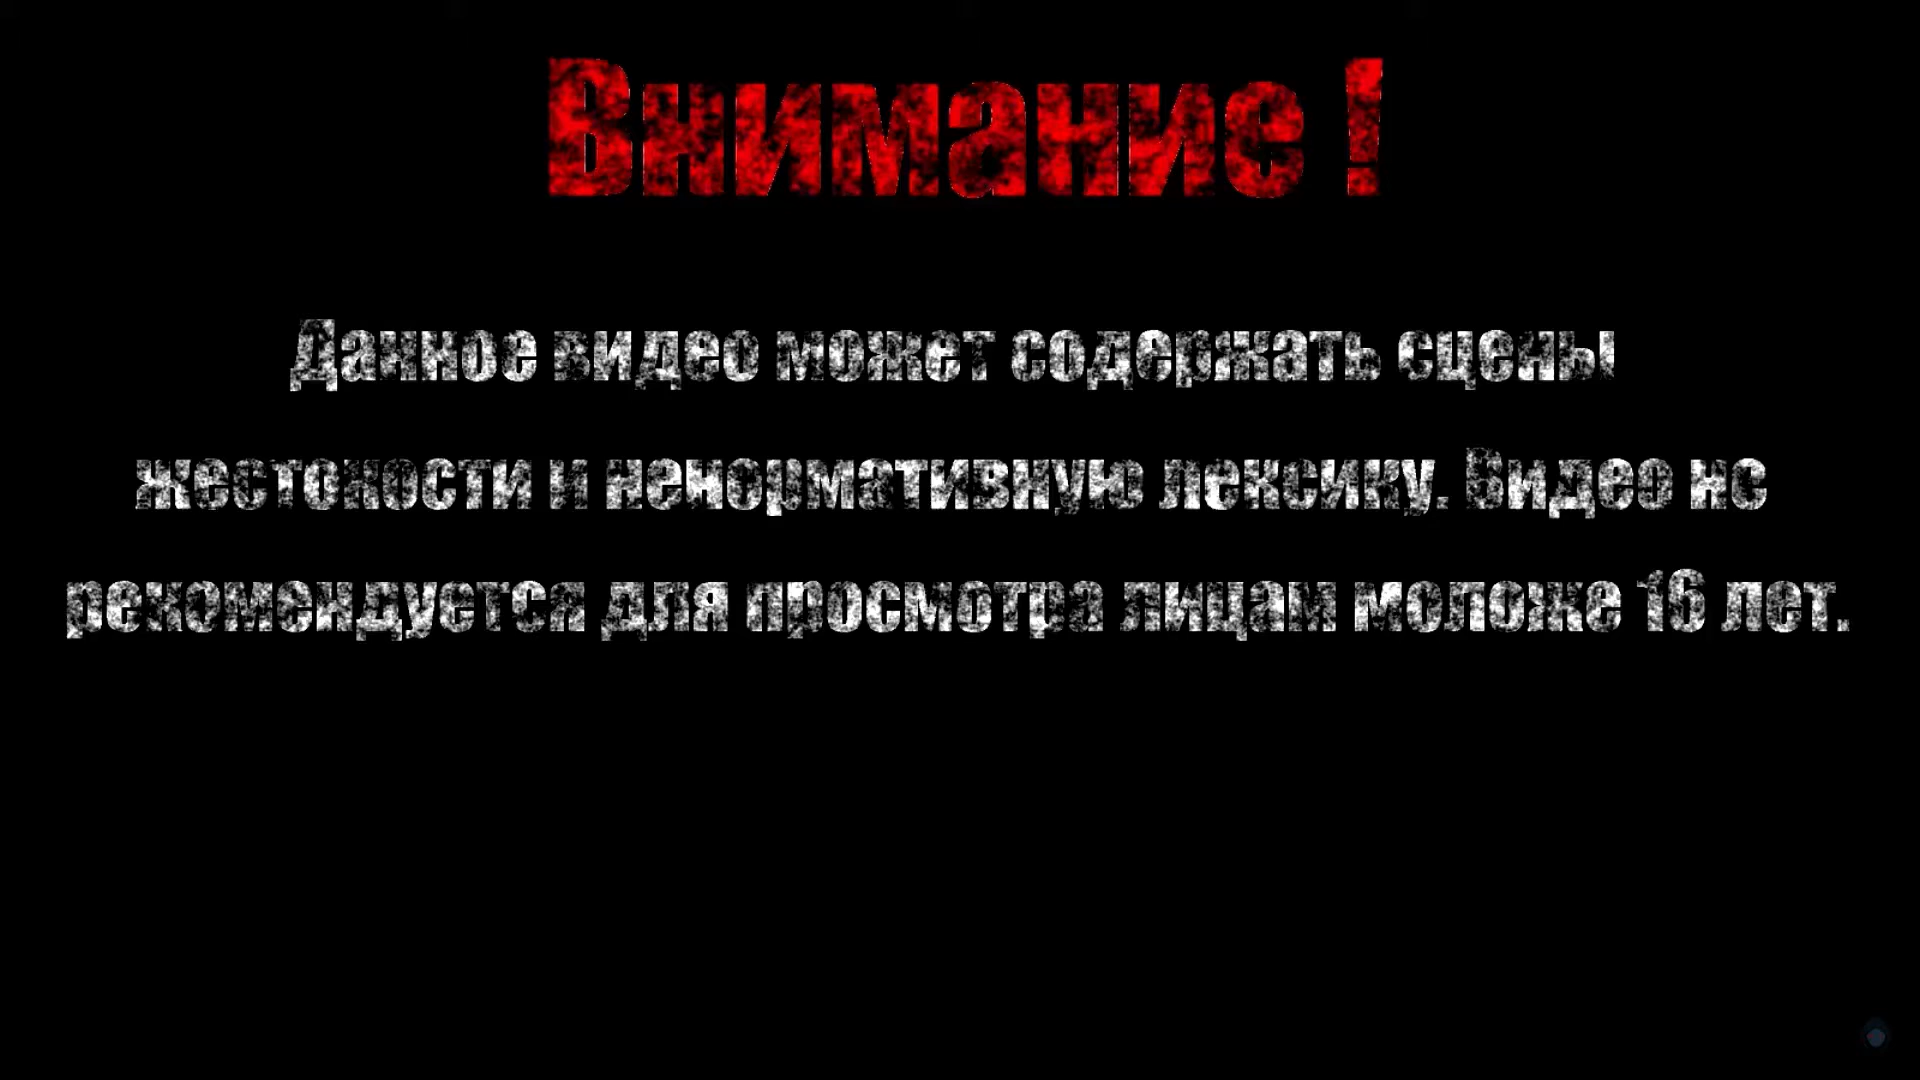 Внимание !
Данное видео может содержать сцены
жестокости и ненормативную лексику. Видео не
рекомендуется для просмотра лицам моложе 16 лет.